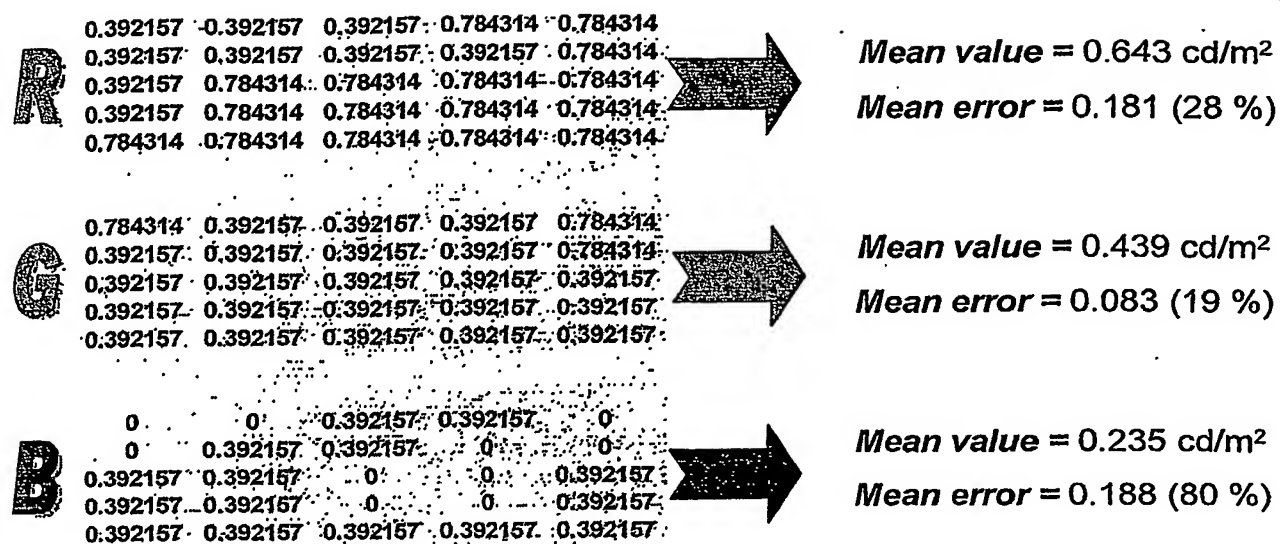 R
0.392157 0.392157 0.392157 0.784314 0.784314
0.392157 0.392157 0.392157 0.392157 0.784314
0.392157 0.784314 0.784314 0.784314 0.784314
0.392157 0.784314 0.784314 0.784314 0.784314
0.784314 0.784314 0.784314 0.784314 0.784314
Mean value = 0.643 cd/m²
Mean error = 0.181 (28 %)
G
0.784314 0.392157 0.392157 0.392157 0.784314
0.392157 0.392157 0.392157 0.392157 0.784314
0.392157 0.392157 0.392157 0.392157 0.392157
0.392157 0.392157 0.392157 0.392157 0.392157
0.392157 0.392157 0.392157 0.392157 0.392157
Mean value = 0.439 cd/m²
Mean error = 0.083 (19 %)
B
0 0 0.392157 0.392157 0
0 0.392157 0.392157 0 0
0.392157 0.392157 0 0 0.392157
0.392157 0.392157 0 0 0.392157
0.392157 0.392157 0.392157 0.392157 0.392157
Mean value = 0.235 cd/m²
Mean error = 0.188 (80 %)